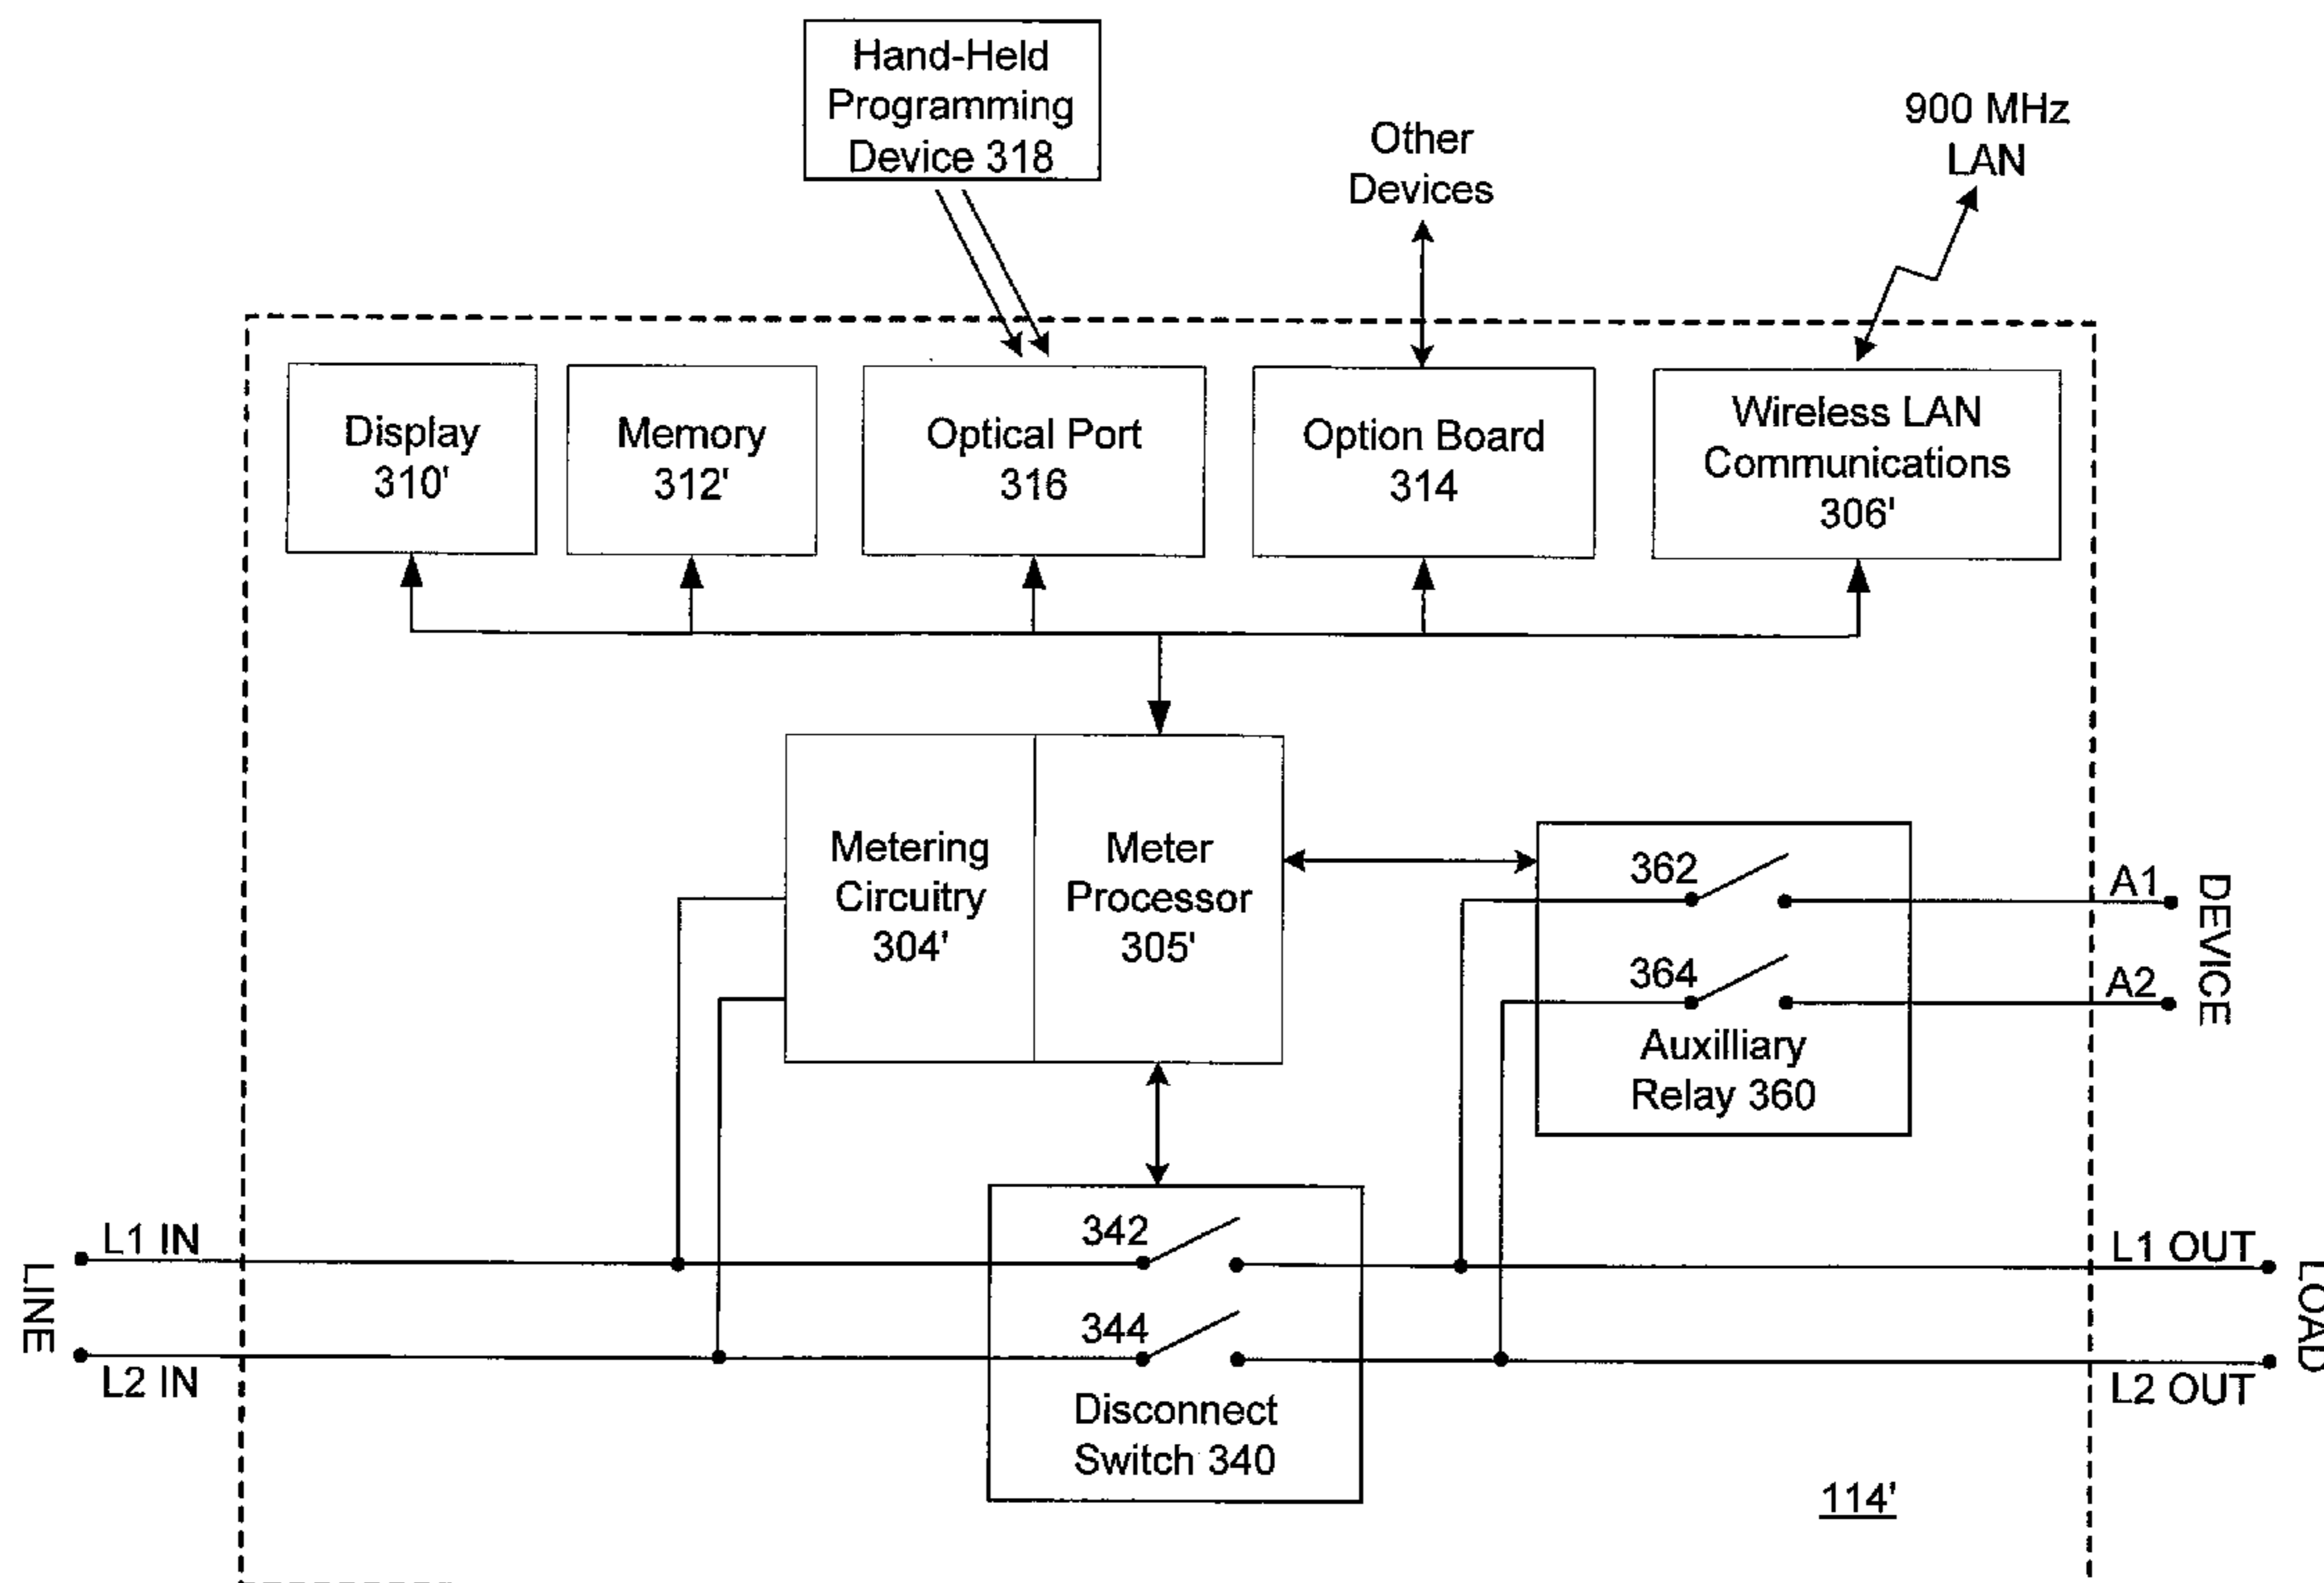 Hand-Held
Programming
Device 318
Other
Devices
900 MHz
LAN
Display
310'
Memory
312'
Optical Port
316
Option Board
314
Wireless LAN
Communications
306'
Metering
Circuitry
304'
Meter
Processor
305'
362
364
Auxilliary
Relay 360
A1
A2
DEVICE
L1 IN
L2 IN
LINE
342
344
Disconnect
Switch 340
L1 OUT
L2 OUT
LOAD
114'